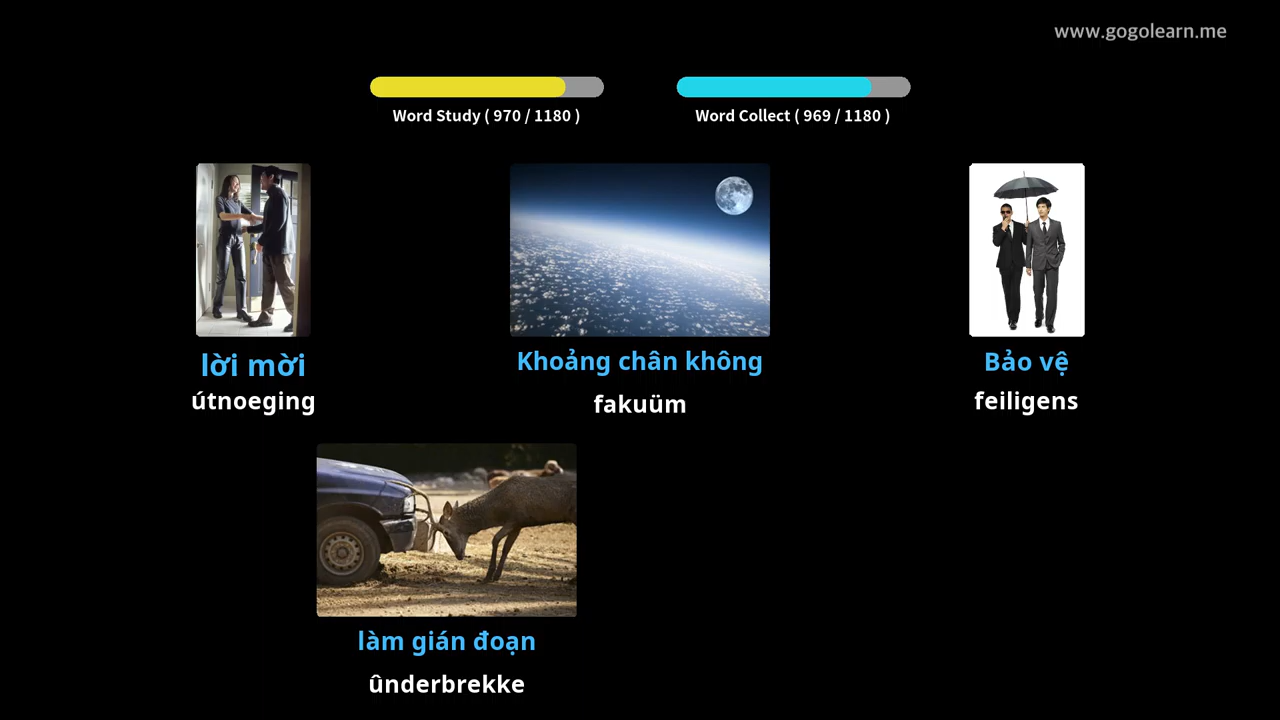 www.gogolearn.me
Word Study ( 970 / 1180 )
Word Collect ( 969 / 1180 )
lời mời
útnoeging
Khoảng chân không
fakuüm
Bảo vệ
feiligens
làm gián đoạn
ûnderbrekke